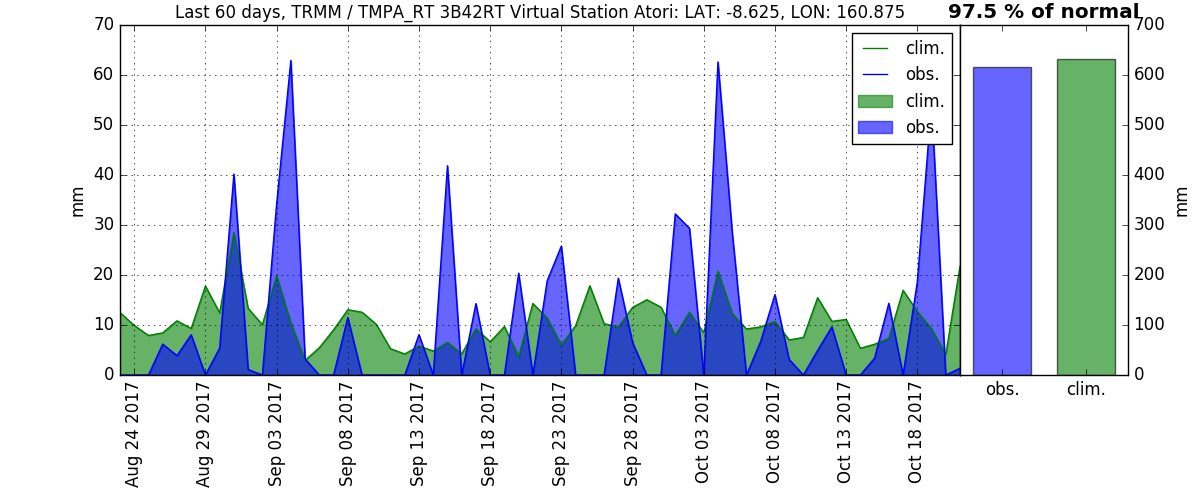 Last 60 days, TRMM / TMPA_RT 3B42RT Virtual Station Atori: LAT: -8.625, LON: 160.875
97.5 % of normal
70
60
50
40
30
20
10
0
mm
clim.
obs.
clim.
obs.
700
600
500
400
300
200
100
0
mm
Aug 24 2017
Aug 29 2017
Sep 03 2017
Sep 08 2017
Sep 13 2017
Sep 18 2017
Sep 23 2017
Sep 28 2017
Oct 03 2017
Oct 08 2017
Oct 13 2017
Oct 18 2017
obs.
clim.